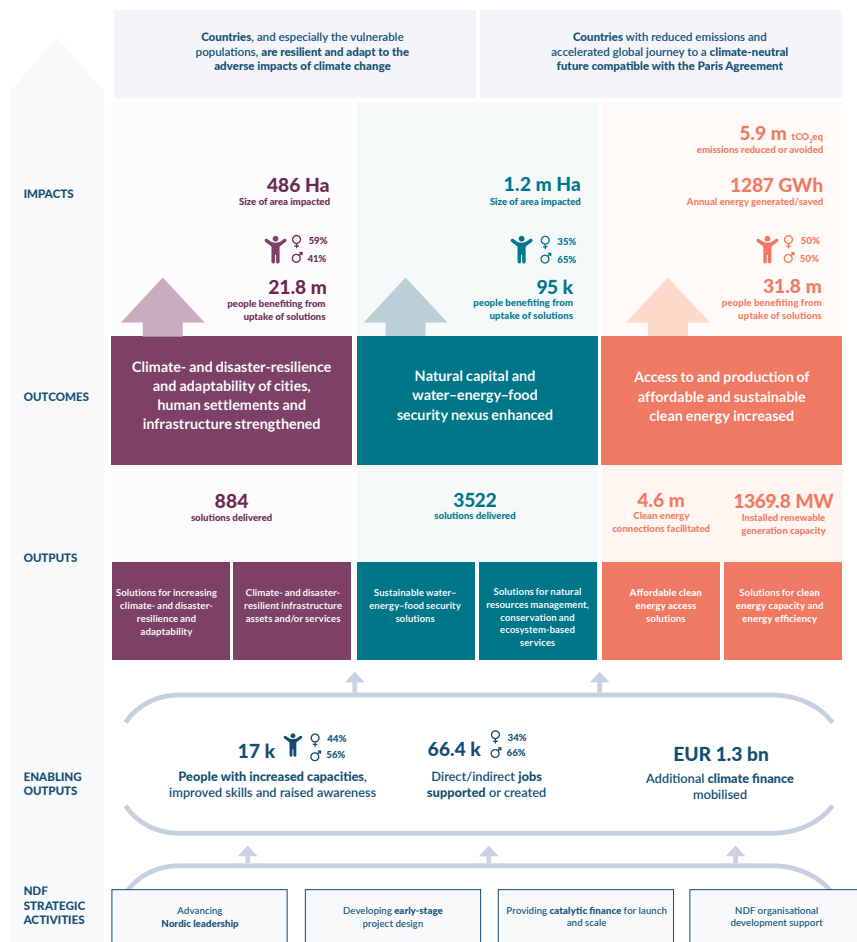 Countries, and especially the vulnerable
populations, are resilient and adapt to the
adverse impacts of climate change
Countries with reduced emissions and
accelerated global journey to a climate-neutral
future compatible with the Paris Agreement
IMPACTS
486 Ha
Size of area impacted
♀ 59%
♂ 41%
21.8 m
people benefiting from
uptake of solutions
1.2 m Ha
Size of area impacted
♀ 35%
♂ 65%
95 k
people benefiting from
uptake of solutions
5.9 m tCO₂eq
emissions reduced or avoided
1287 GWh
Annual energy generated/saved
♀ 50%
♂ 50%
31.8 m
people benefiting from
uptake of solutions
OUTCOMES
Climate- and disaster-resilience
and adaptability of cities,
human settlements and
infrastructure strengthened
Natural capital and
water–energy–food
security nexus enhanced
Access to and production of
affordable and sustainable
clean energy increased
OUTPUTS
884
solutions delivered
3522
solutions delivered
4.6 m
Clean energy
connections facilitated
1369.8 MW
Installed renewable
generation capacity
Solutions for increasing
climate- and disaster-
resilience and
adaptability
Climate- and disaster-
resilient infrastructure
assets and/or services
Sustainable water–
energy–food security
solutions
Solutions for natural
resources management,
conservation and
ecosystem-based
services
Affordable clean
energy access
solutions
Solutions for clean
energy capacity and
energy efficiency
ENABLING
OUTPUTS
17 k
♀ 44%
♂ 56%
People with increased capacities,
improved skills and raised awareness
66.4 k
♀ 34%
♂ 66%
Direct/indirect jobs
supported or created
EUR 1.3 bn
Additional climate finance
mobilised
NDF
STRATEGIC
ACTIVITIES
Advancing
Nordic leadership
Developing early-stage
project design
Providing catalytic finance for launch
and scale
NDF organisational
development support